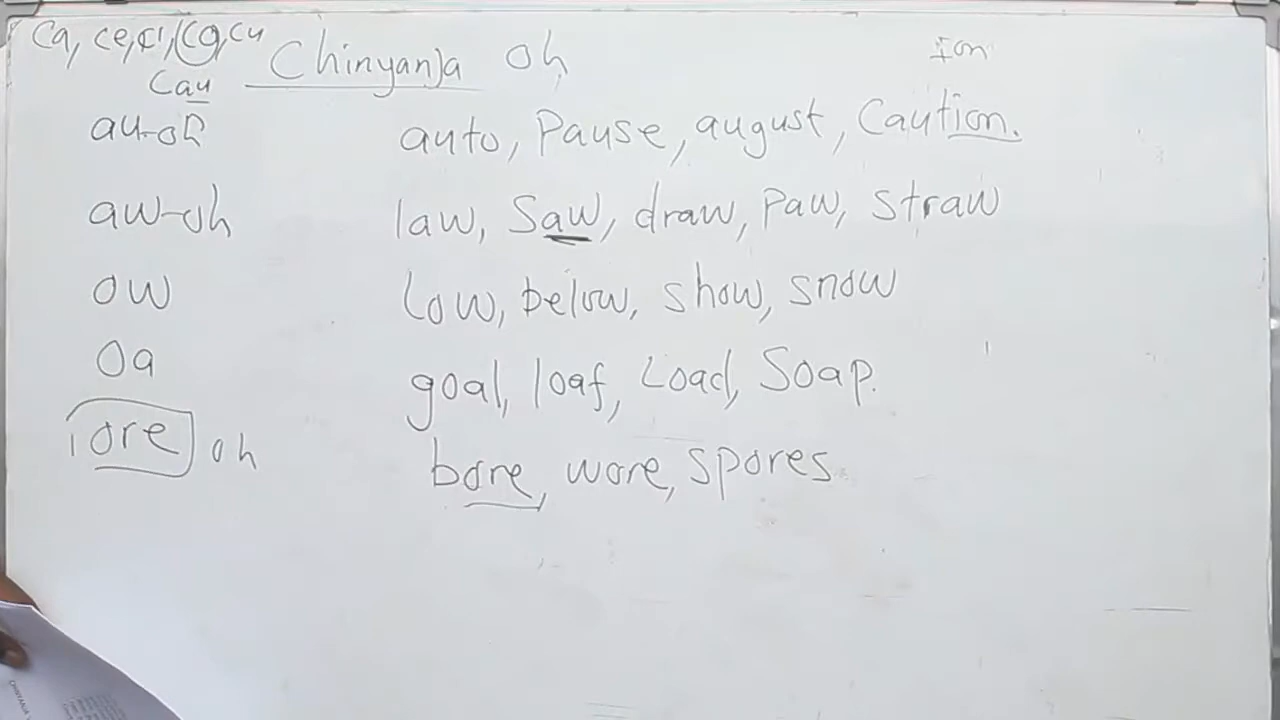 Ca, ce, ci, Co, Cu Chinyanja oh Ion
Cau
au-oh auto, Pause, august, Caution.
aw-oh law, Saw, draw, Paw, straw
ow Low, below, show, snow
Oa goal, loaf, Load, Soap.
ore oh bore, wore, spores